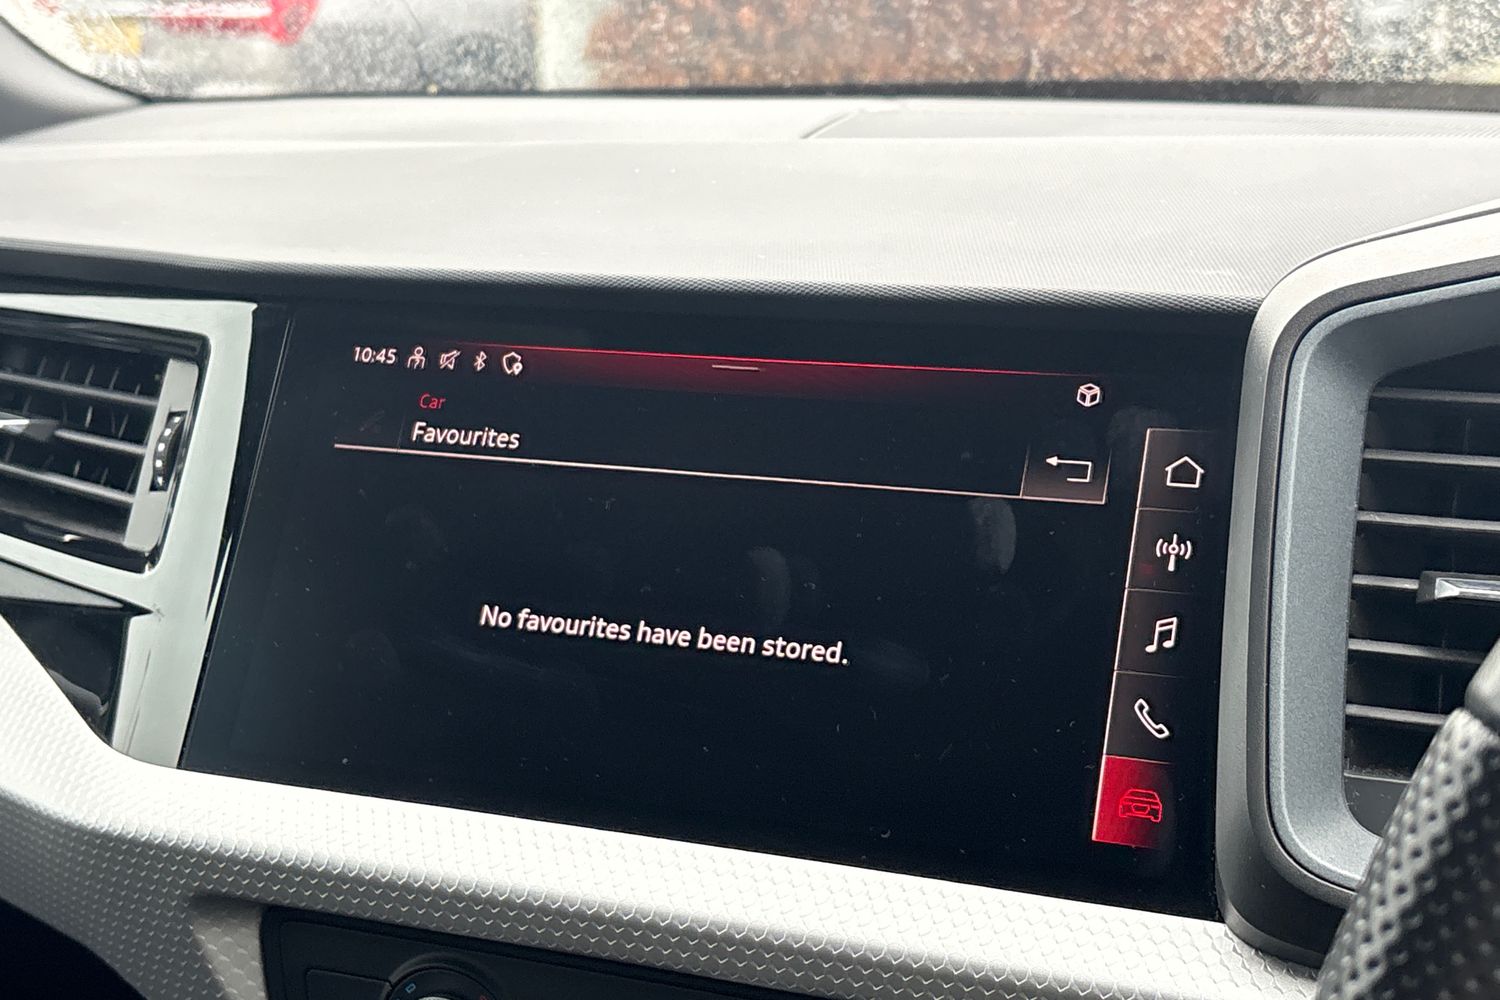 10:45
Car
Favourites
No favourites have been stored.